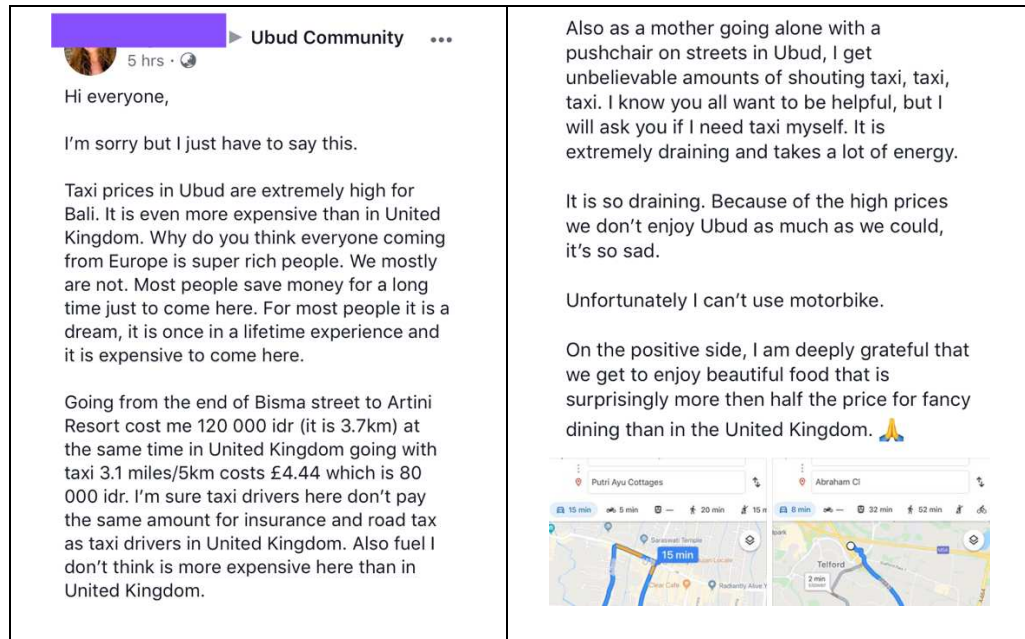 Ubud Community
5 hrs ·
Hi everyone,
I'm sorry but I just have to say this.
Taxi prices in Ubud are extremely high for
Bali. It is even more expensive than in United
Kingdom. Why do you think everyone coming
from Europe is super rich people. We mostly
are not. Most people save money for a long
time just to come here. For most people it is a
dream, it is once in a lifetime experience and
it is expensive to come here.
Going from the end of Bisma street to Artini
Resort cost me 120 000 idr (it is 3.7km) at
the same time in United Kingdom going with
taxi 3.1 miles/5km costs £4.44 which is 80
000 idr. I'm sure taxi drivers here don't pay
the same amount for insurance and road tax
as taxi drivers in United Kingdom. Also fuel I
don't think is more expensive here than in
United Kingdom.
Also as a mother going alone with a
pushchair on streets in Ubud, I get
unbelievable amounts of shouting taxi, taxi,
taxi. I know you all want to be helpful, but I
will ask you if I need taxi myself. It is
extremely draining and takes a lot of energy.
It is so draining. Because of the high prices
we don't enjoy Ubud as much as we could,
it's so sad.
Unfortunately I can't use motorbike.
On the positive side, I am deeply grateful that
we get to enjoy beautiful food that is
surprisingly more then half the price for fancy
dining than in the United Kingdom.
Putri Ayu Cottages
15 min 5 min — 20 min 15 m
Saraswati Temple
15 min
Clear Cafe
Radiantly Alive Y
Abraham Cl
8 min — 32 min 52 min
Telford
2 min